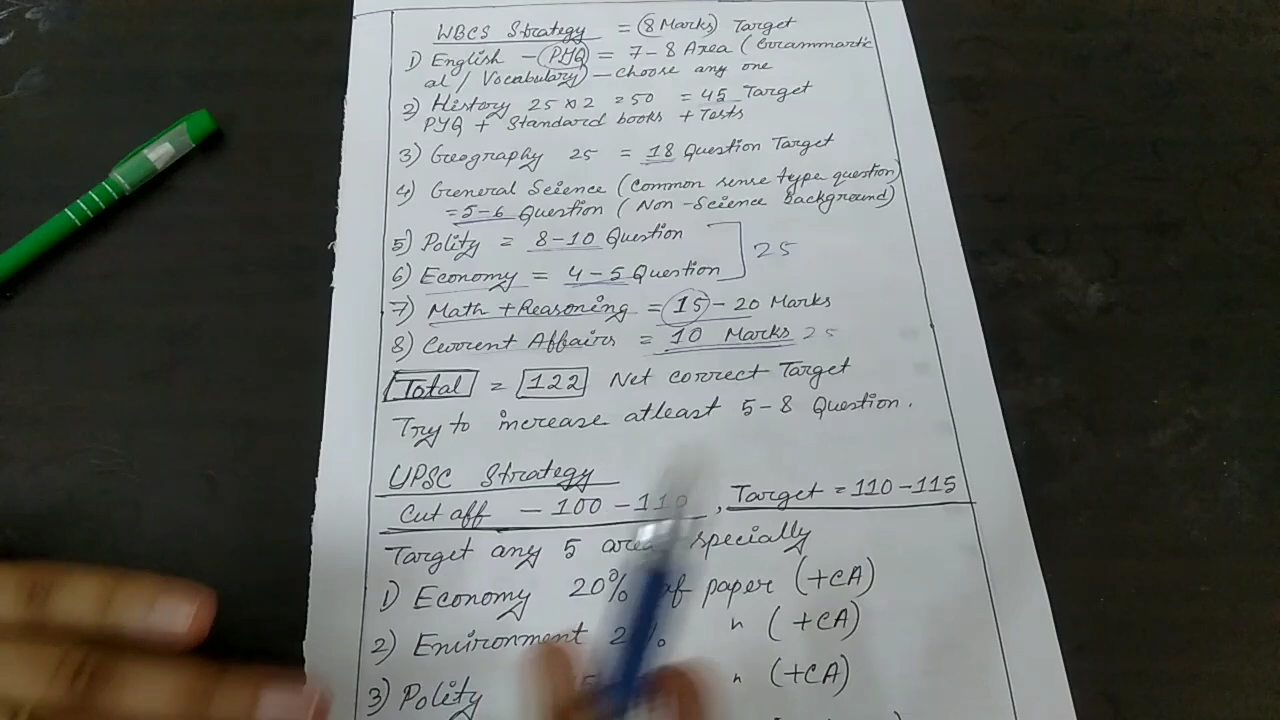 WBCS Strategy = (8 Marks) Target
1) English - PYQ = 7-8 Area (Grammartic
al / Vocabulary) - choose any one
2) History 25 x 2 = 50 = 45 Target
PYQ + Standard books + Tests
3) Geography 25 = 18 Question Target
4) General Science (Common sense type question)
= 5-6 Question (Non-Science background)
5) Polity = 8-10 Question
25
6) Economy = 4-5 Question
7) Math + Reasoning = 15-20 Marks
8) Current Affairs = 10 Marks 25
Total = 122 Net correct Target
Try to increase atleast 5-8 Question.
UPSC Strategy
Cut off - 100-110, Target = 110-115
Target any 5 area specially
1) Economy 20% of paper (+CA)
2) Environment " (+CA)
3) Polity " (+CA)